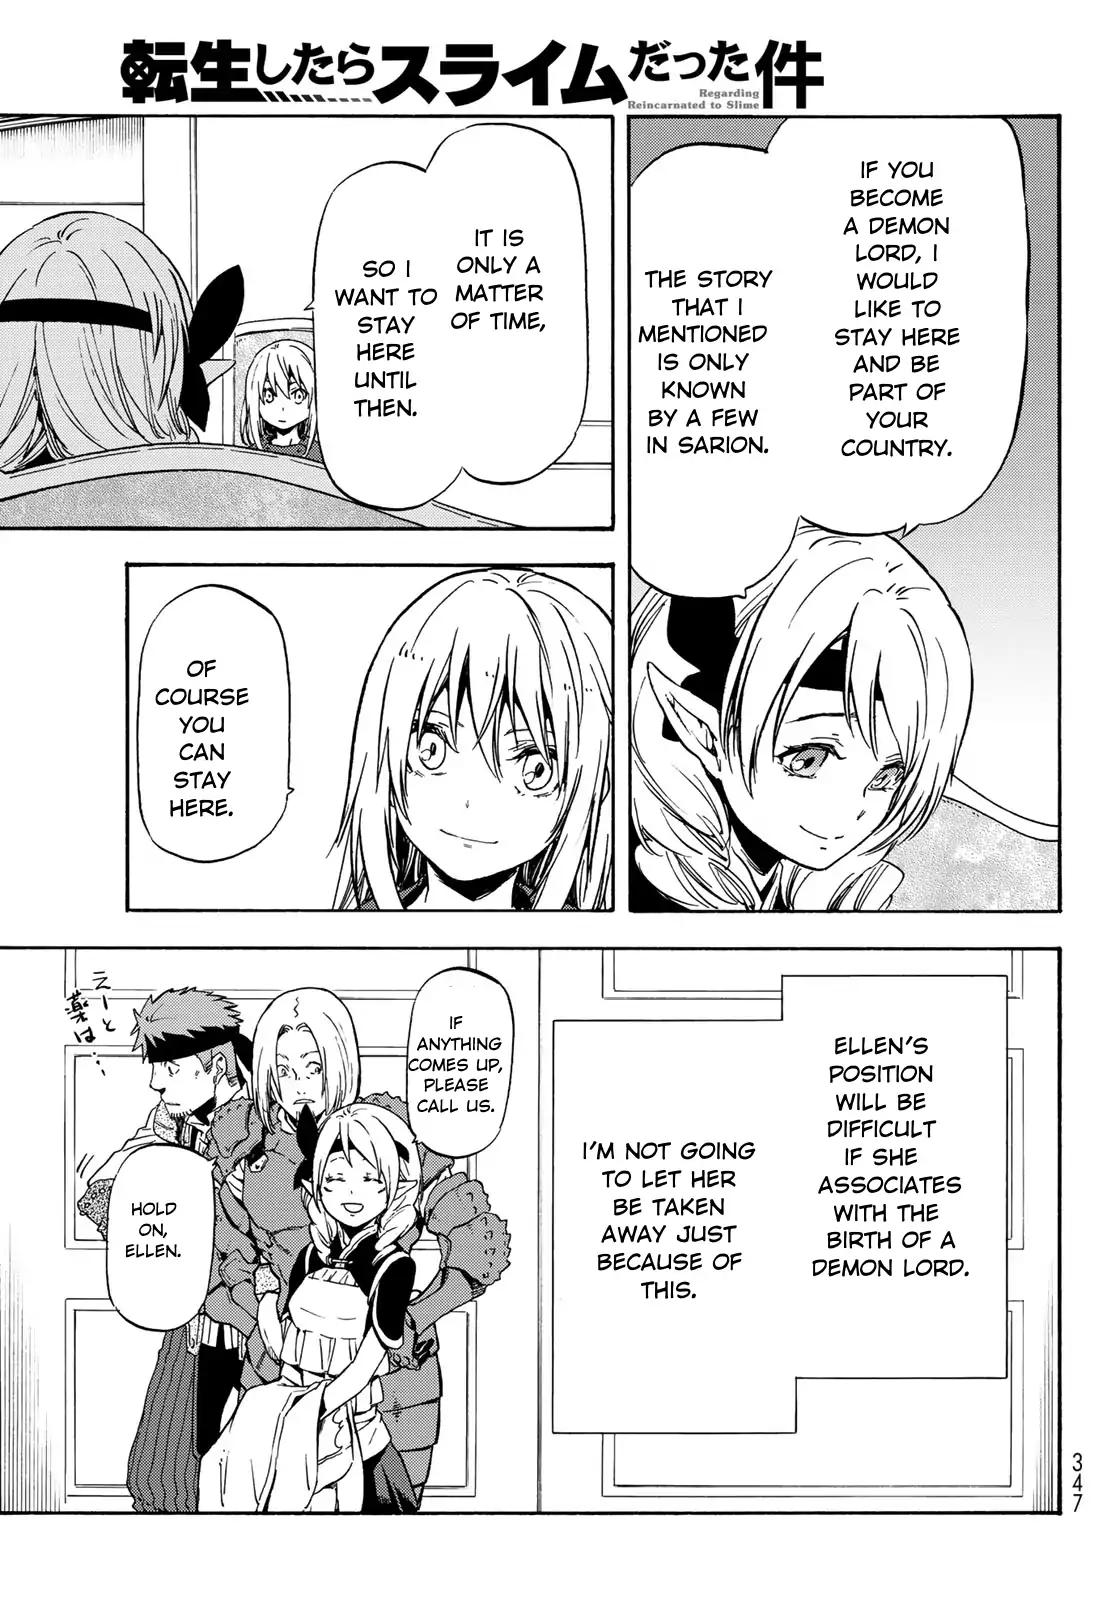 転生したらスライムだった件
Regarding
Reincarnated to Slime
IF YOU
BECOME
A DEMON
LORD, I
WOULD
LIKE TO
STAY HERE
AND BE
PART OF
YOUR
COUNTRY.
THE STORY
THAT I
MENTIONED
IS ONLY
KNOWN
BY A FEW
IN SARION.
IT IS
ONLY A
MATTER
OF TIME,
SO I
WANT TO
STAY
HERE
UNTIL
THEN.
OF
COURSE
YOU
CAN
STAY
HERE.
ELLEN'S
POSITION
WILL BE
DIFFICULT
IF SHE
ASSOCIATES
WITH THE
BIRTH OF A
DEMON LORD.
I'M NOT GOING
TO LET HER
BE TAKEN
AWAY JUST
BECAUSE OF
THIS.
IF
ANYTHING
COMES UP,
PLEASE
CALL US.
HOLD
ON,
ELLEN.
えーと
薬は…
347